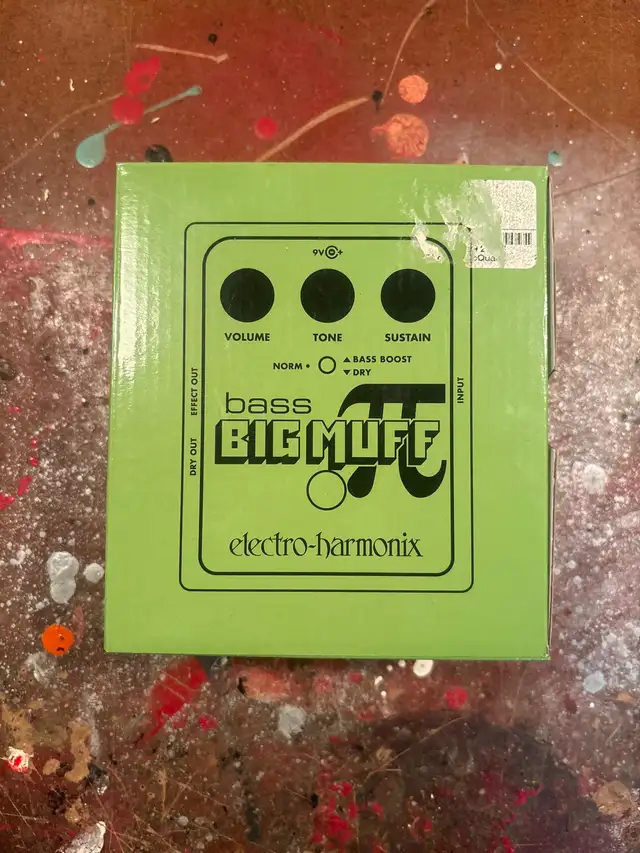 9V +
VOLUME TONE SUSTAIN
NORM • ▲ BASS BOOST
▼ DRY
EFFECT OUT
DRY OUT
INPUT
bass
BIG MUFF
π
electro-harmonix